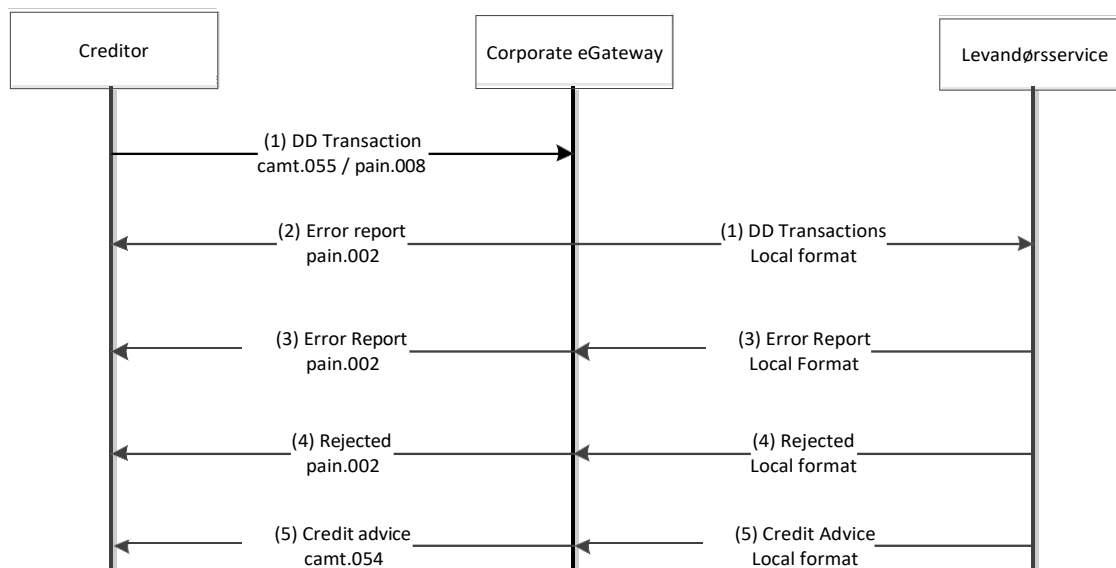 Creditor
Corporate eGateway
Levandørsservice
(1) DD Transaction
camt.055 / pain.008
(2) Error report
pain.002
(1) DD Transactions
Local format
(3) Error Report
pain.002
(3) Error Report
Local Format
(4) Rejected
pain.002
(4) Rejected
Local format
(5) Credit advice
camt.054
(5) Credit Advice
Local format